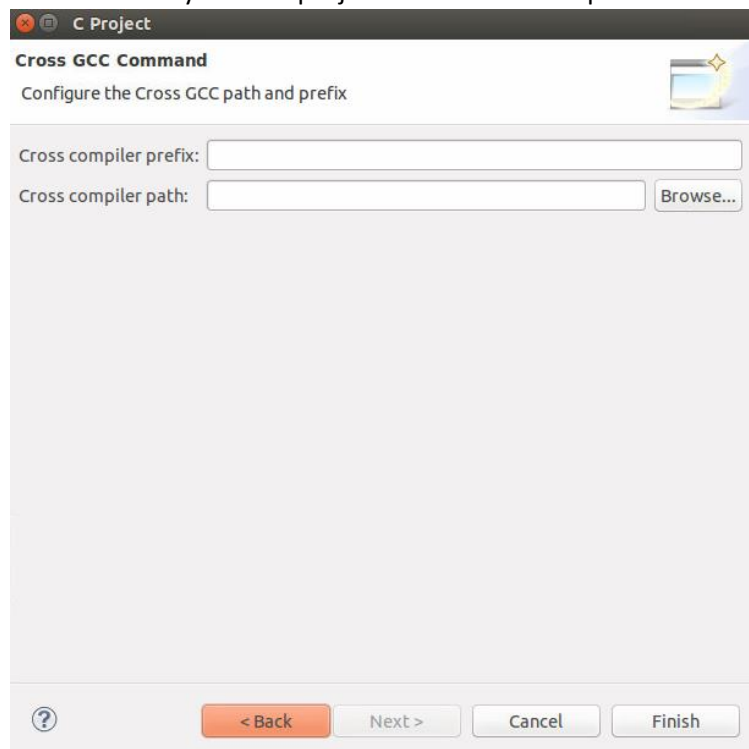 C Project
Cross GCC Command
Configure the Cross GCC path and prefix
Cross compiler prefix:
Cross compiler path: Browse...
< Back Next > Cancel Finish